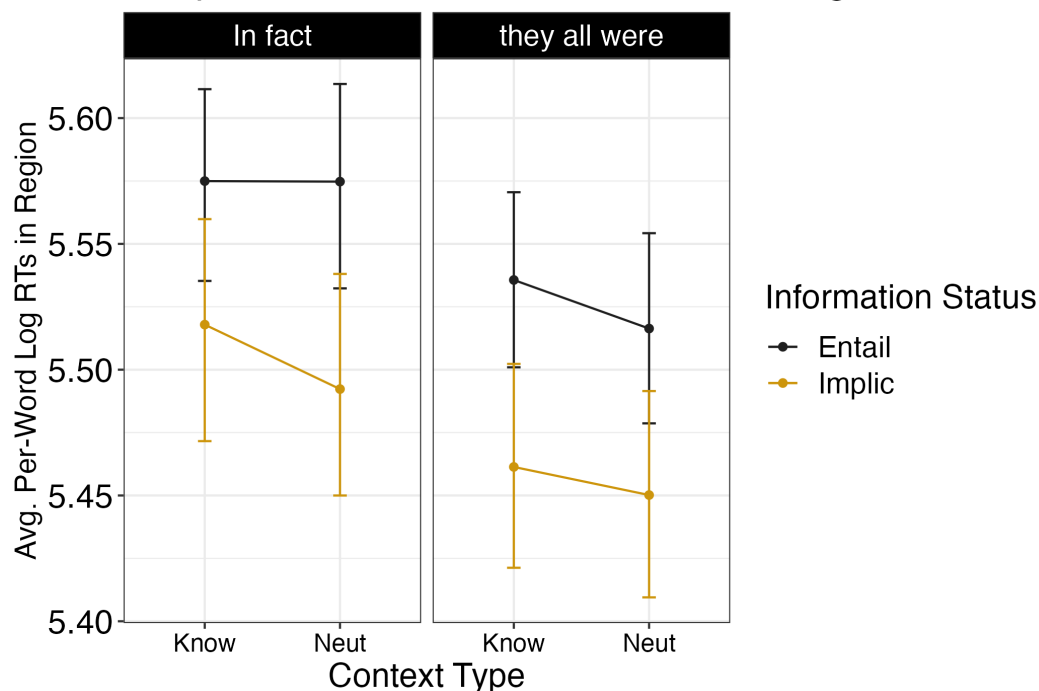 In fact
they all were
Avg. Per-Word Log RTs in Region
5.60
5.55
5.50
5.45
5.40
Know
Neut
Know
Neut
Context Type
Information Status
Entail
Implic